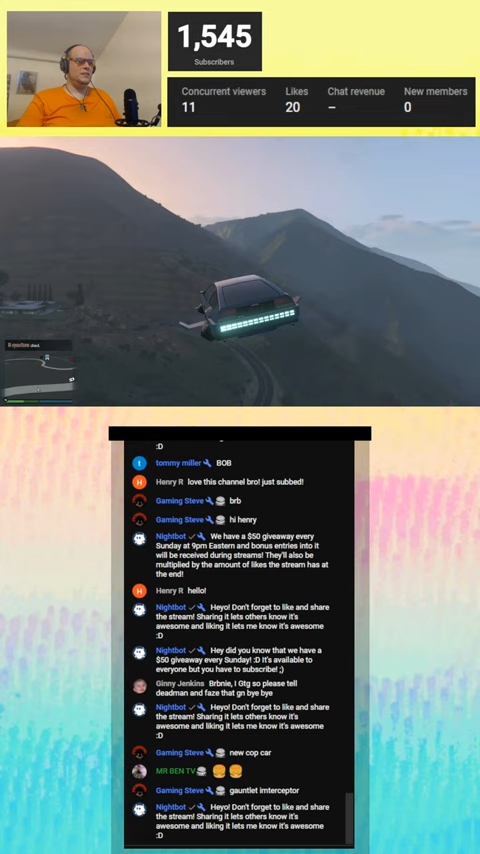 1,545
Subscribers
Concurrent viewers
11
Likes
20
Chat revenue
–
New members
0
:D
t
tommy miller BOB
H
Henry R love this channel bro! just subbed!
Gaming Steve brb
Gaming Steve hi henry
Nightbot We have a $50 giveaway every
Sunday at 9pm Eastern and bonus entries into it
will be received during streams! They'll also be
multiplied by the amount of likes the stream has at
the end!
H
Henry R hello!
Nightbot Heyo! Don't forget to like and share
the stream! Sharing it lets others know it's
awesome and liking it lets me know it's awesome
:D
Nightbot Hey did you know that we have a
$50 giveaway every Sunday! :D It's available to
everyone but you have to subscribe! ;)
Ginny Jenkins Brbnie, I Gtg so please tell
deadman and faze that gn bye bye
Nightbot Heyo! Don't forget to like and share
the stream! Sharing it lets others know it's
awesome and liking it lets me know it's awesome
:D
Gaming Steve new cop car
MR BEN TV
Gaming Steve gauntlet imterceptor
Nightbot Heyo! Don't forget to like and share
the stream! Sharing it lets others know it's
awesome and liking it lets me know it's awesome
:D